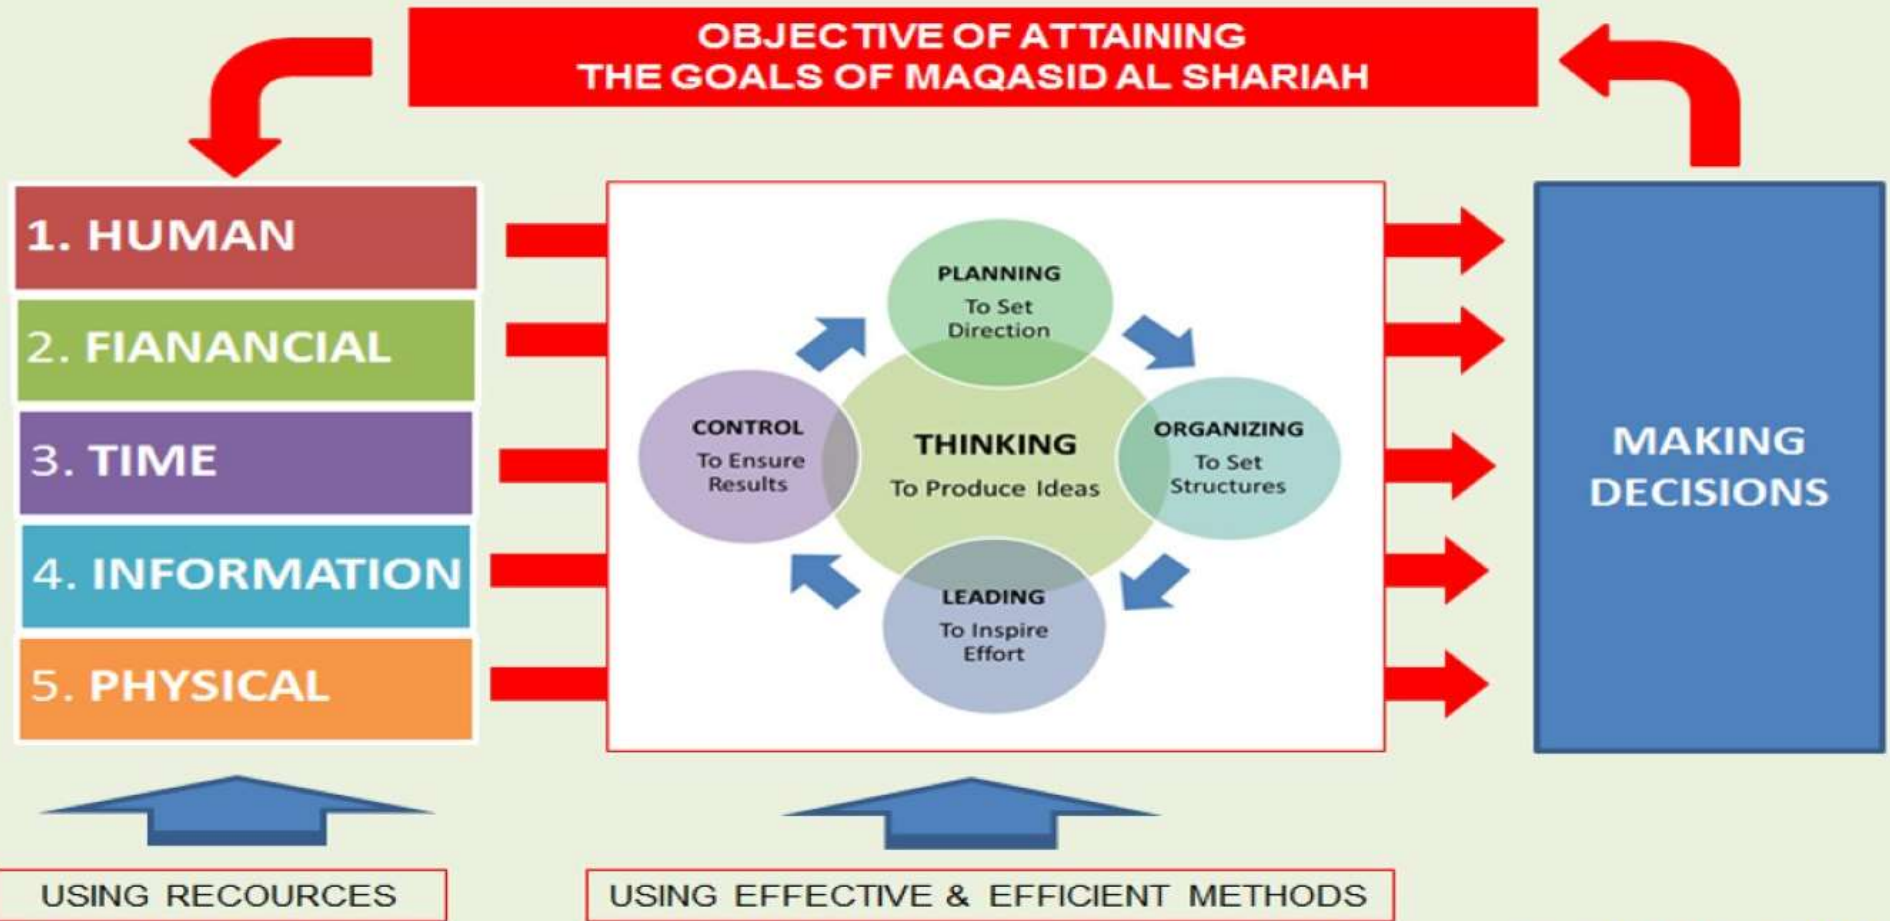 OBJECTIVE OF ATTAINING
THE GOALS OF MAQASID AL SHARIAH
1. HUMAN
2. FIANANCIAL
3. TIME
4. INFORMATION
5. PHYSICAL
PLANNING
To Set
Direction
CONTROL
To Ensure
Results
THINKING
To Produce Ideas
ORGANIZING
To Set
Structures
LEADING
To Inspire
Effort
MAKING
DECISIONS
USING RECOURCES
USING EFFECTIVE & EFFICIENT METHODS